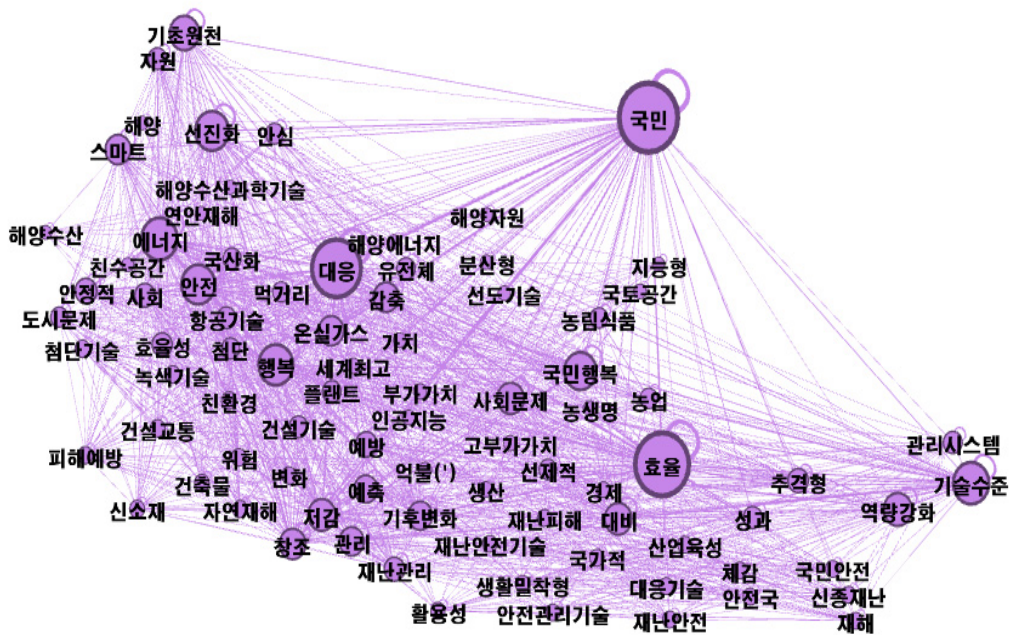 기초원천
자원
국민
해양
선진화
안심
스마트
해양수산과학기술
연안재해
해양자원
해양수산
에너지
해양에너지
국산화
친수공간
대응
유전체
분산형
지능형
안전
안정적
사회
먹거리
감축
선도기술
국토공간
도시문제
항공기술
온실가스
농림식품
첨단기술
효율성
첨단
가치
행복
세계최고
국민행복
녹색기술
플랜트
부가가치
사회문제
농업
친환경
농생명
인공지능
건설교통
건설기술
예방
고부가가치
관리시스템
피해예방
위험
변화
억불(')
선제적
효율
추격형
기술수준
건축물
예측
생산
경제
신소재
자연재해
저감
기후변화
재난피해
대비
성과
역량강화
창조
관리
재난안전기술
산업육성
재난관리
국가적
체감
국민안전
생활밀착형
대응기술
안전국
신종재난
활용성
안전관리기술
재난안전
재해